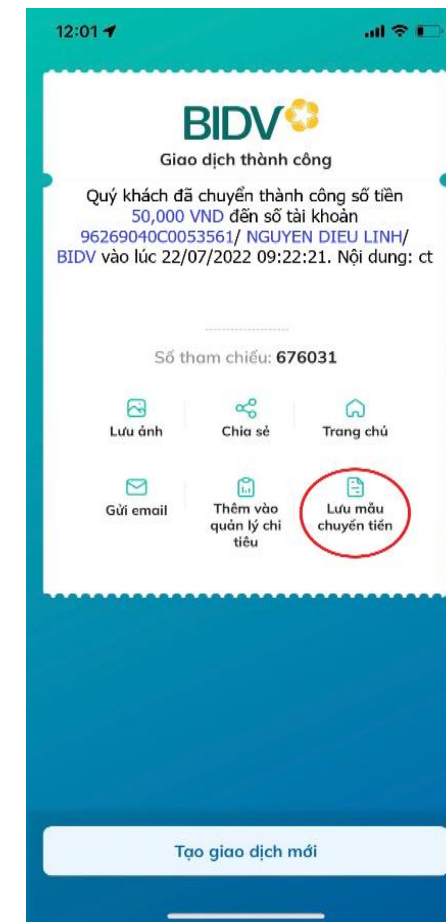 12:01
BIDV
Giao dịch thành công
Quý khách đã chuyển thành công số tiền
50,000 VND đến số tài khoản
96269040C0053561/ NGUYEN DIEU LINH/
BIDV vào lúc 22/07/2022 09:22:21. Nội dung: ct
Số tham chiếu: 676031
Lưu ảnh
Chia sẻ
Trang chủ
Gửi email
Thêm vào
quản lý chi
tiêu
Lưu mẫu
chuyển tiền
Tạo giao dịch mới